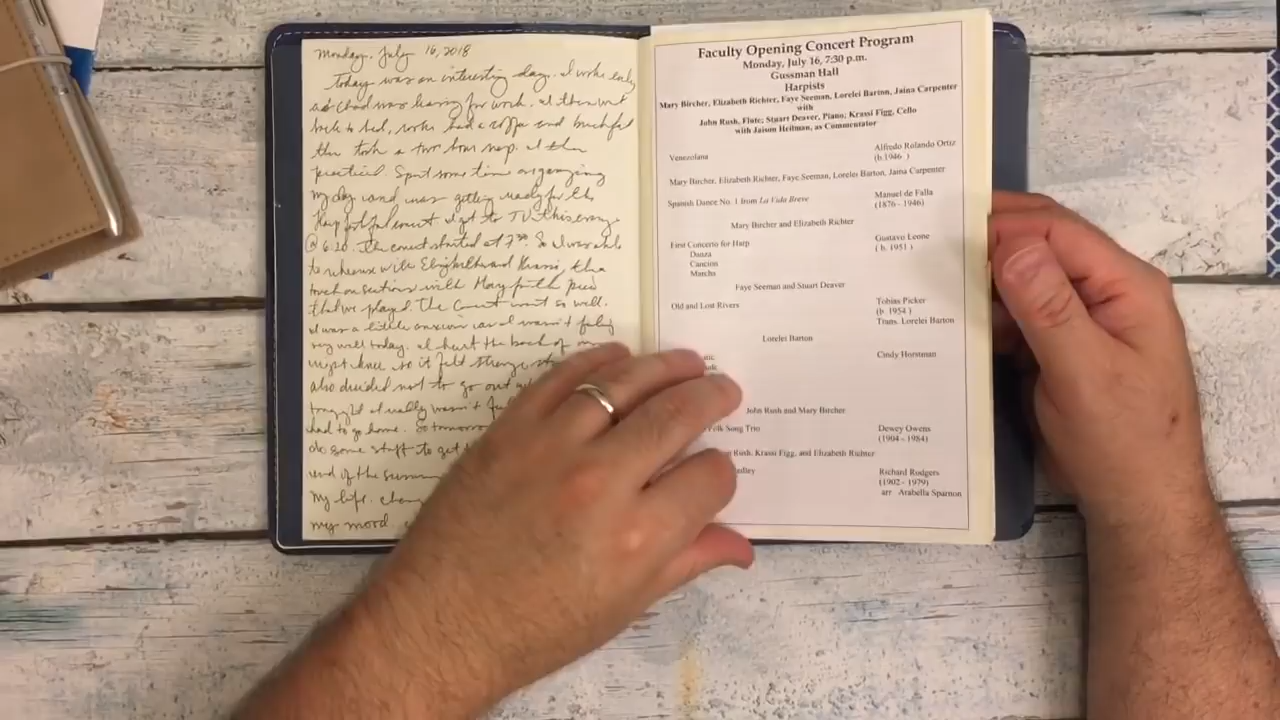 Monday, July 16, 2018
Today was an interesting day. I woke early
as Chad was leaving for work. I then went
back to bed, woke had a coffee and breakfast
then took a two hour nap. I then
practiced. Spent some time organizing
my day and was getting ready for the
concert I got to TU this evening
@ 6:30. The concert started at 7:30. So I was able
to rehearse with Elizabeth and Krassi, then
touch on sections with Mary for the piece
that we played. The concert went so well.
I was a little anxious and I wasn't feeling
very well today. I hurt the back of my
knee so it felt strange
also decided not to go out
tonight I really wasn't
had to go home. So tomorrow
do some stuff to get
end of the summer
my life.
my mood.
Faculty Opening Concert Program
Monday, July 16, 7:30 p.m.
Gussman Hall
Harpists
Mary Bircher, Elizabeth Richter, Faye Seeman, Lorelei Barton, Jaina Carpenter
with
John Rush, Flute; Stuart Deaver, Piano; Krassi Figg, Cello
with Jaison Heilman, as Commentator
Venezolana Alfredo Rolando Ortiz
(b.1946 )
Mary Bircher, Elizabeth Richter, Faye Seeman, Lorelei Barton, Jaina Carpenter
Spanish Dance No. 1 from La Vida Breve Manuel de Falla
(1876 - 1946)
Mary Bircher and Elizabeth Richter
First Concerto for Harp Gustavo Leone
Danza (b. 1951 )
Cancion
Marcha
Faye Seeman and Stuart Deaver
Old and Lost Rivers Tobias Picker
(b. 1954 )
Trans. Lorelei Barton
Lorelei Barton
Cindy Horstman
John Rush and Mary Bircher
Folk Song Trio Dewey Owens
(1904 - 1984)
Rush, Krassi Figg, and Elizabeth Richter
Richard Rodgers
(1902 - 1979)
arr Arabella Sparnon